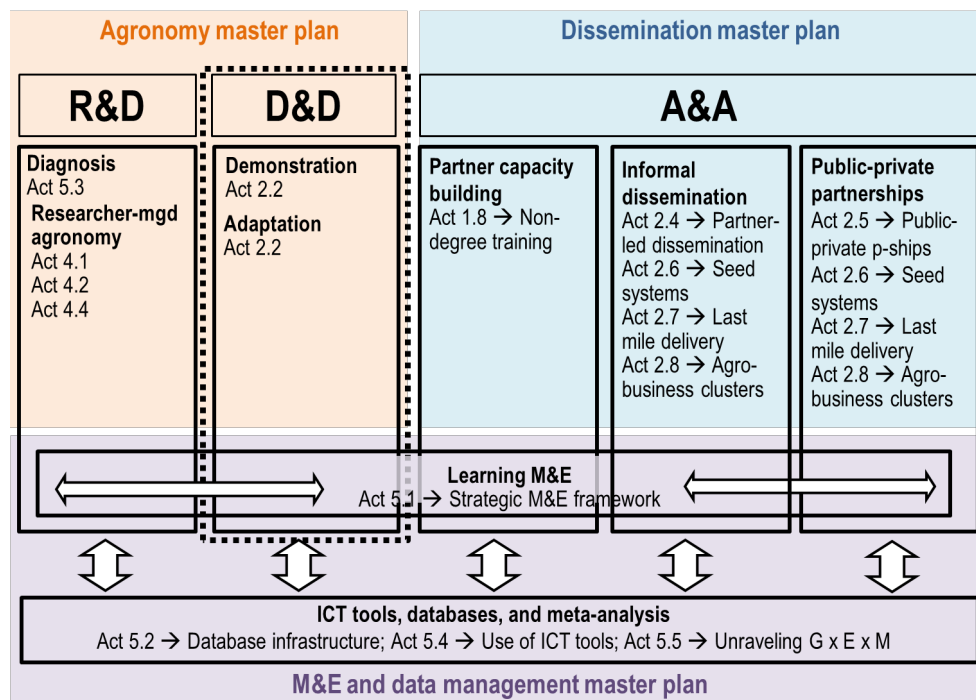 Agronomy master plan
Dissemination master plan
R&D
D&D
A&A
Diagnosis
Act 5.3
Researcher-mgd
agronomy
Act 4.1
Act 4.2
Act 4.4
Demonstration
Act 2.2
Adaptation
Act 2.2
Partner capacity
building
Act 1.8 → Non-
degree training
Informal
dissemination
Act 2.4 → Partner-
led dissemination
Act 2.6 → Seed
systems
Act 2.7 → Last
mile delivery
Act 2.8 → Agro-
business clusters
Public-private
partnerships
Act 2.5 → Public-
private p-ships
Act 2.6 → Seed
systems
Act 2.7 → Last
mile delivery
Act 2.8 → Agro-
business clusters
Learning M&E
Act 5.1 → Strategic M&E framework
ICT tools, databases, and meta-analysis
Act 5.2 → Database infrastructure; Act 5.4 → Use of ICT tools; Act 5.5 → Unraveling G x E x M
M&E and data management master plan